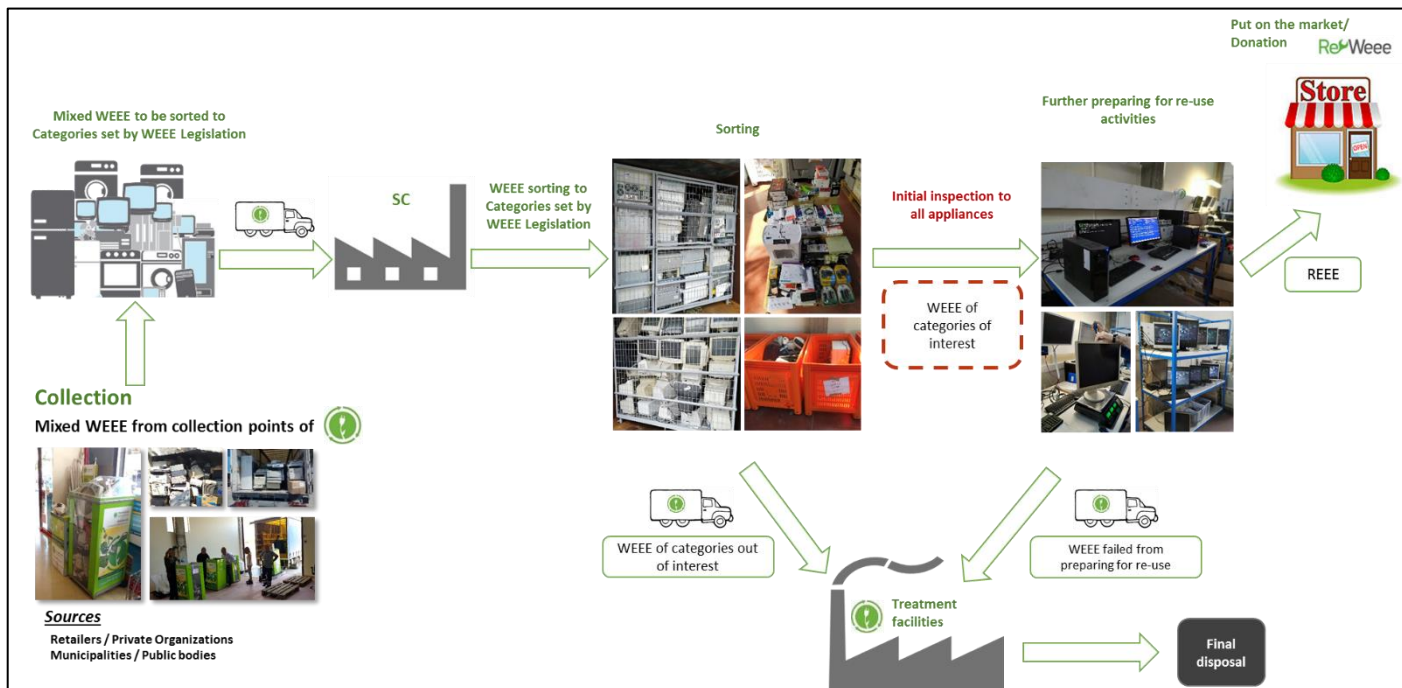 Put on the market/
Donation
ReWeee
Store
OPEN
Mixed WEEE to be sorted to
Categories set by WEEE Legislation
Further preparing for re-use
activities
Sorting
SC
WEEE sorting to
Categories set by
WEEE Legislation
Initial inspection to
all appliances
WEEE of
categories of
interest
REEE
Collection
Mixed WEEE from collection points of
Sources
Retailers / Private Organizations
Municipalities / Public bodies
WEEE of categories out
of interest
WEEE failed from
preparing for re-use
Treatment
facilities
Final
disposal